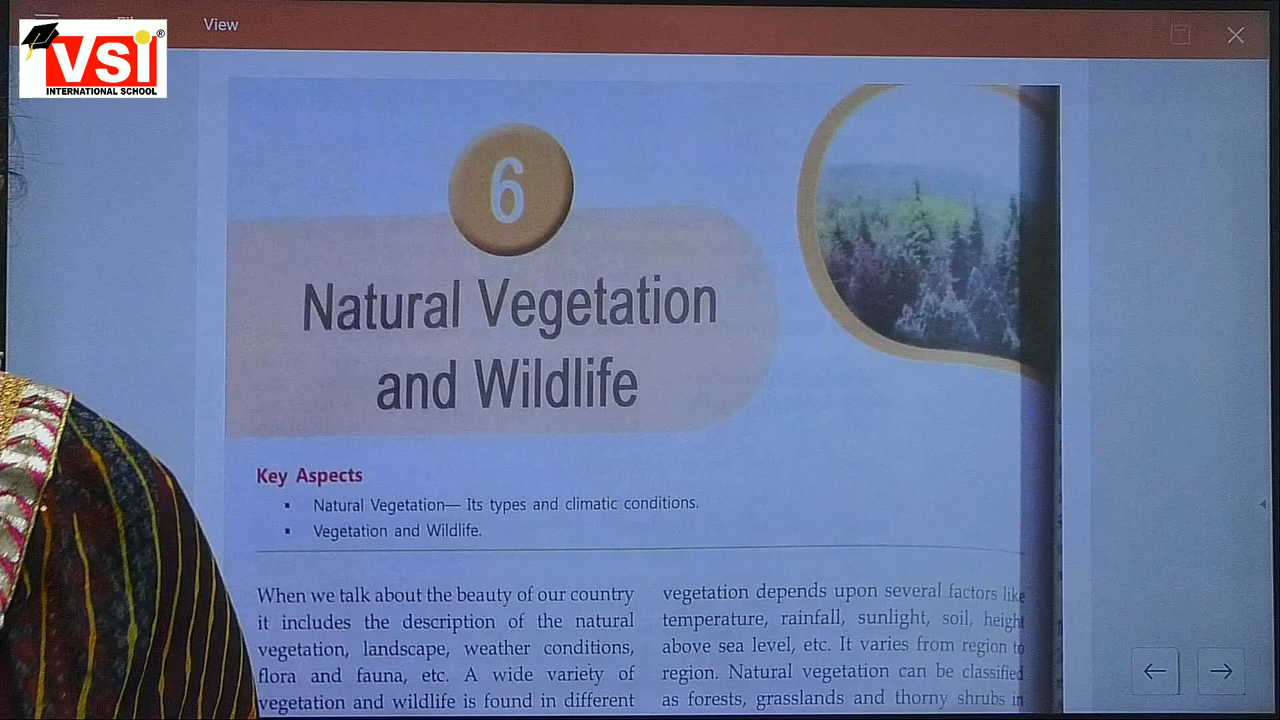 View
VSI®
INTERNATIONAL SCHOOL
6
Natural Vegetation
and Wildlife
Key Aspects
▪ Natural Vegetation— Its types and climatic conditions.
▪ Vegetation and Wildlife.
When we talk about the beauty of our country
it includes the description of the natural
vegetation, landscape, weather conditions,
flora and fauna, etc. A wide variety of
vegetation and wildlife is found in different
vegetation depends upon several factors like
temperature, rainfall, sunlight, soil, height
above sea level, etc. It varies from region to
region. Natural vegetation can be classified
as forests, grasslands and thorny shrubs in